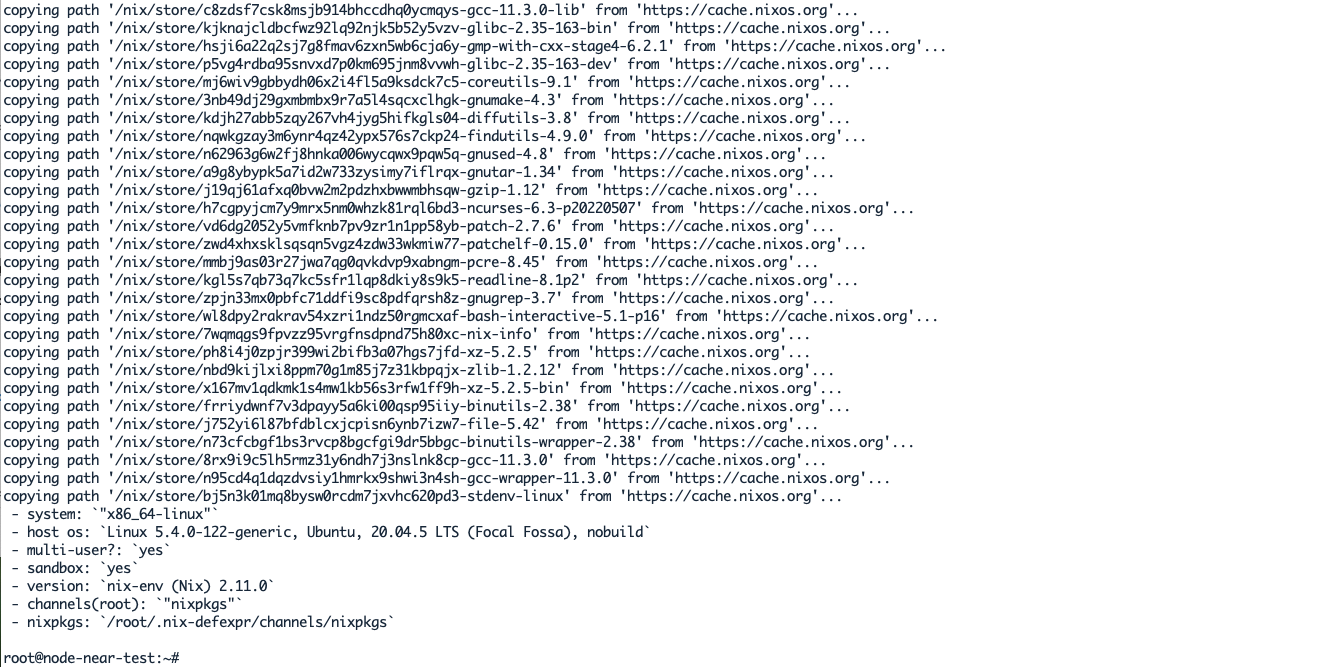 copying path '/nix/store/c8zdsf7csk8msjb914bhccdhq0ycmqys-gcc-11.3.0-lib' from 'https://cache.nixos.org'...
copying path '/nix/store/kjknajcldbcfwz92lq92njk5b52y5vzv-glibc-2.35-163-bin' from 'https://cache.nixos.org'...
copying path '/nix/store/hsji6a22q2sj7g8fmav6zxn5wb6cja6y-gmp-with-cxx-stage4-6.2.1' from 'https://cache.nixos.org'...
copying path '/nix/store/p5vg4rdba95snvxd7p0km695jnm8vvwh-glibc-2.35-163-dev' from 'https://cache.nixos.org'...
copying path '/nix/store/mj6wiv9gbbydh06x2i4fl5a9ksdck7c5-coreutils-9.1' from 'https://cache.nixos.org'...
copying path '/nix/store/3nb49dj29gxmbmbx9r7a5l4sqcxclhgk-gnumake-4.3' from 'https://cache.nixos.org'...
copying path '/nix/store/kdjh27abb5zqy267vh4jyg5hifkgls04-diffutils-3.8' from 'https://cache.nixos.org'...
copying path '/nix/store/nqwkgzay3m6ynr4qz42ypx576s7ckp24-findutils-4.9.0' from 'https://cache.nixos.org'...
copying path '/nix/store/n62963g6w2fj8hnka006wycqwx9pqw5q-gnused-4.8' from 'https://cache.nixos.org'...
copying path '/nix/store/a9g8ybypk5a7id2w733zysimy7iflrqx-gnutar-1.34' from 'https://cache.nixos.org'...
copying path '/nix/store/j19qj61afxq0bvw2m2pdzhxbwwmbhsqw-gzip-1.12' from 'https://cache.nixos.org'...
copying path '/nix/store/h7cgpyjcm7y9mrx5nm0whzk81rql6bd3-ncurses-6.3-p20220507' from 'https://cache.nixos.org'...
copying path '/nix/store/vd6dg2052y5vmfknb7pv9zr1n1pp58yb-patch-2.7.6' from 'https://cache.nixos.org'...
copying path '/nix/store/zwd4xhxsklsqsqn5vgz4zdw33wkmiw77-patchelf-0.15.0' from 'https://cache.nixos.org'...
copying path '/nix/store/mmbj9as03r27jwa7qg0qvkdvp9xabngm-pcre-8.45' from 'https://cache.nixos.org'...
copying path '/nix/store/kgl5s7qb73q7kc5sfr1lqp8dkiy8s9k5-readline-8.1p2' from 'https://cache.nixos.org'...
copying path '/nix/store/zpjn33mx0pbfc71ddfi9sc8pdfqrsh8z-gnugrep-3.7' from 'https://cache.nixos.org'...
copying path '/nix/store/wl8dpy2rakrav54xzri1ndz50rgmcxaf-bash-interactive-5.1-p16' from 'https://cache.nixos.org'...
copying path '/nix/store/7wqmqgs9fpvzz95vrgfnsdpnd75h80xc-nix-info' from 'https://cache.nixos.org'...
copying path '/nix/store/ph8i4j0zpjr399wi2bifb3a07hgs7jfd-xz-5.2.5' from 'https://cache.nixos.org'...
copying path '/nix/store/nbd9kijlxi8ppm70g1m85j7z31kbpqjx-zlib-1.2.12' from 'https://cache.nixos.org'...
copying path '/nix/store/x167mv1qdkmk1s4mw1kb56s3rfw1ff9h-xz-5.2.5-bin' from 'https://cache.nixos.org'...
copying path '/nix/store/frriydwnf7v3dpayy5a6ki00qsp95iiy-binutils-2.38' from 'https://cache.nixos.org'...
copying path '/nix/store/j752yi6l87bfdblcxjcpisn6ynb7izw7-file-5.42' from 'https://cache.nixos.org'...
copying path '/nix/store/n73cfcbgf1bs3rvcp8bgcfgi9dr5bbgc-binutils-wrapper-2.38' from 'https://cache.nixos.org'...
copying path '/nix/store/8rx9i9c5lh5rmz31y6ndh7j3nslnk8cp-gcc-11.3.0' from 'https://cache.nixos.org'...
copying path '/nix/store/n95cd4q1dqzdvsiy1hmrkx9shwi3n4sh-gcc-wrapper-11.3.0' from 'https://cache.nixos.org'...
copying path '/nix/store/bj5n3k01mq8bysw0rcdm7jxvhc620pd3-stdenv-linux' from 'https://cache.nixos.org'...
- system: `"x86_64-linux"`
- host os: `Linux 5.4.0-122-generic, Ubuntu, 20.04.5 LTS (Focal Fossa), nobuild`
- multi-user?: `yes`
- sandbox: `yes`
- version: `nix-env (Nix) 2.11.0`
- channels(root): `"nixpkgs"`
- nixpkgs: `/root/.nix-defexpr/channels/nixpkgs`
root@node-near-test:~#